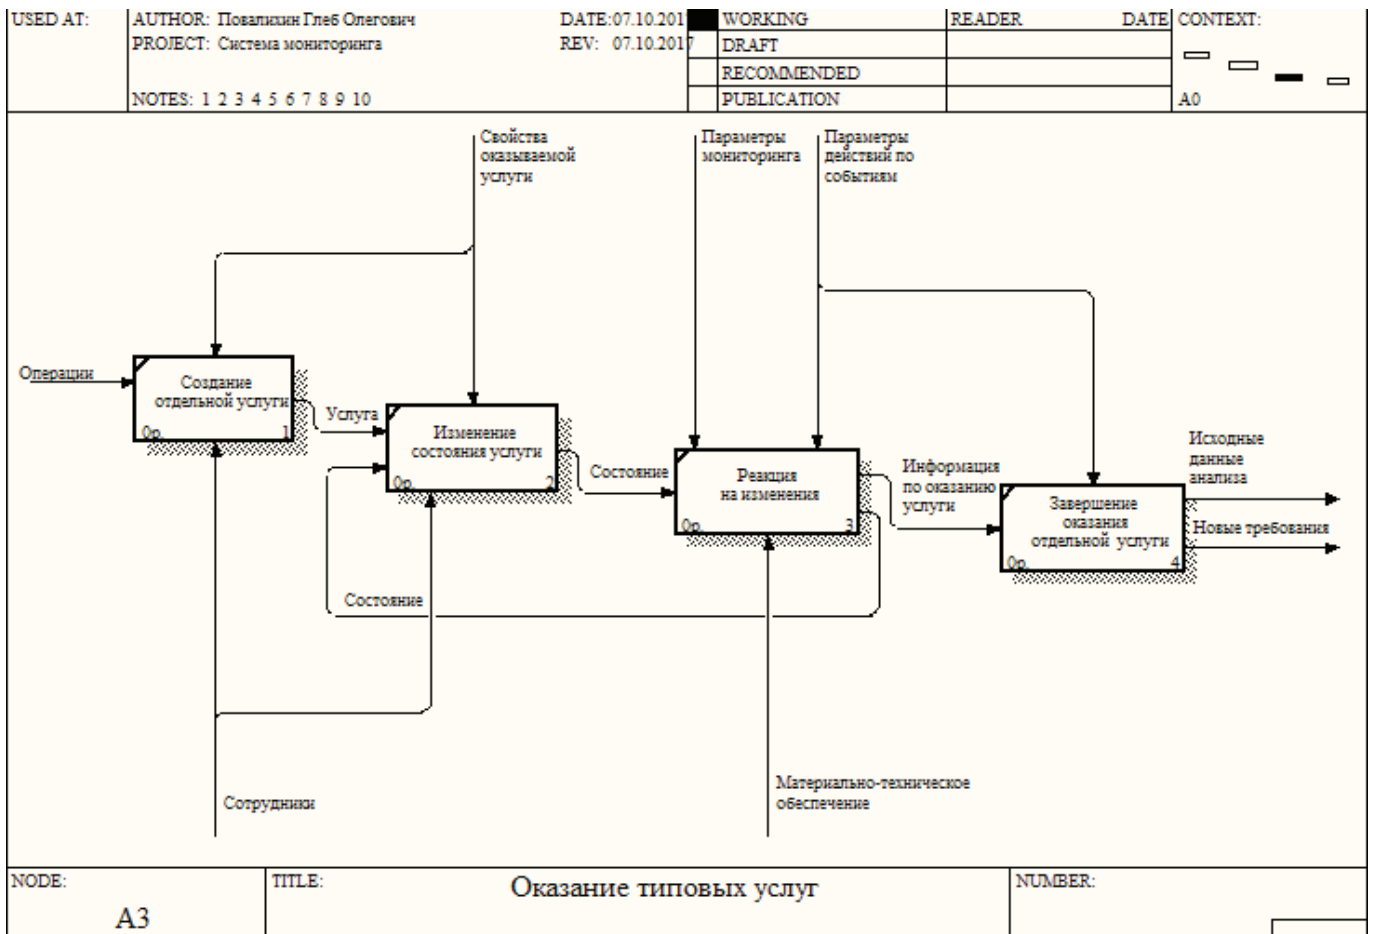 USED AT:
AUTHOR: Повалихин Глеб Олегович
DATE:07.10.2017
PROJECT: Система мониторинга
REV: 07.10.2017
NOTES: 1 2 3 4 5 6 7 8 9 10
WORKING
DRAFT
RECOMMENDED
PUBLICATION
READER
DATE
CONTEXT:
A0
Свойства
оказываемой
услуги
Параметры
мониторинга
Параметры
действий по
событиям
Операции
Создание
отдельной услуги
0р.
1
Услуга
Изменение
состояния услуги
0р.
2
Состояние
Реакция
на изменения
0р.
3
Информация
по оказанию
услуги
Завершение
оказания
отдельной услуги
0р.
4
Исходные
данные
анализа
Новые требования
Состояние
Сотрудники
Материально-техническое
обеспечение
NODE:
A3
TITLE:
Оказание типовых услуг
NUMBER: